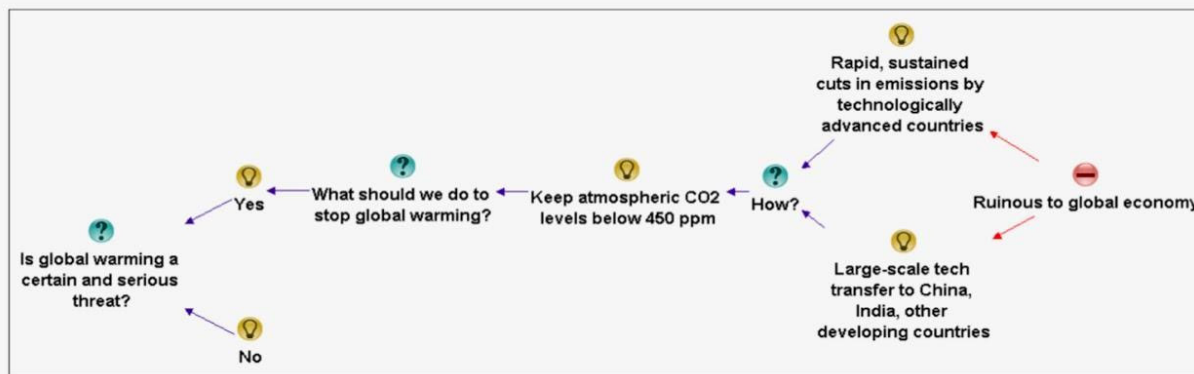 Rapid, sustained
cuts in emissions by
technologically
advanced countries
Yes
What should we do to
stop global warming?
Keep atmospheric CO2
levels below 450 ppm
How?
Ruinous to global economy
Is global warming a
certain and serious
threat?
Large-scale tech
transfer to China,
India, other
developing countries
No